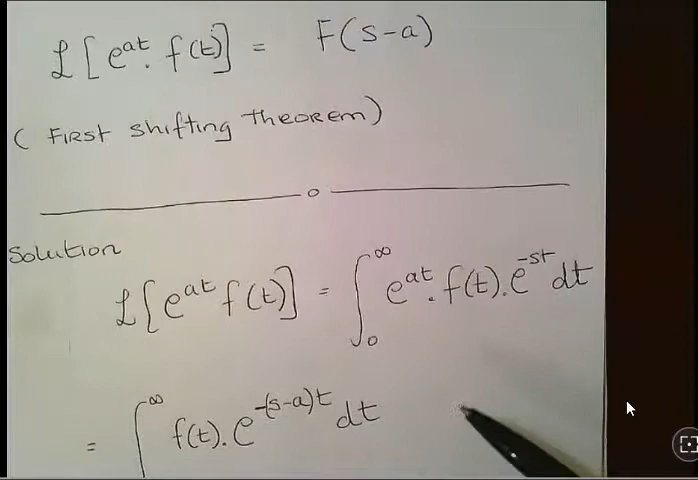 ℒ[e^{at}. f(t)] = F(s-a)
( First shifting theorem)
Solution
ℒ[e^{at} f(t)] = ∫_0^∞ e^{at}. f(t). e^{-st} dt
= ∫^∞ f(t). e^{-(s-a)t} dt